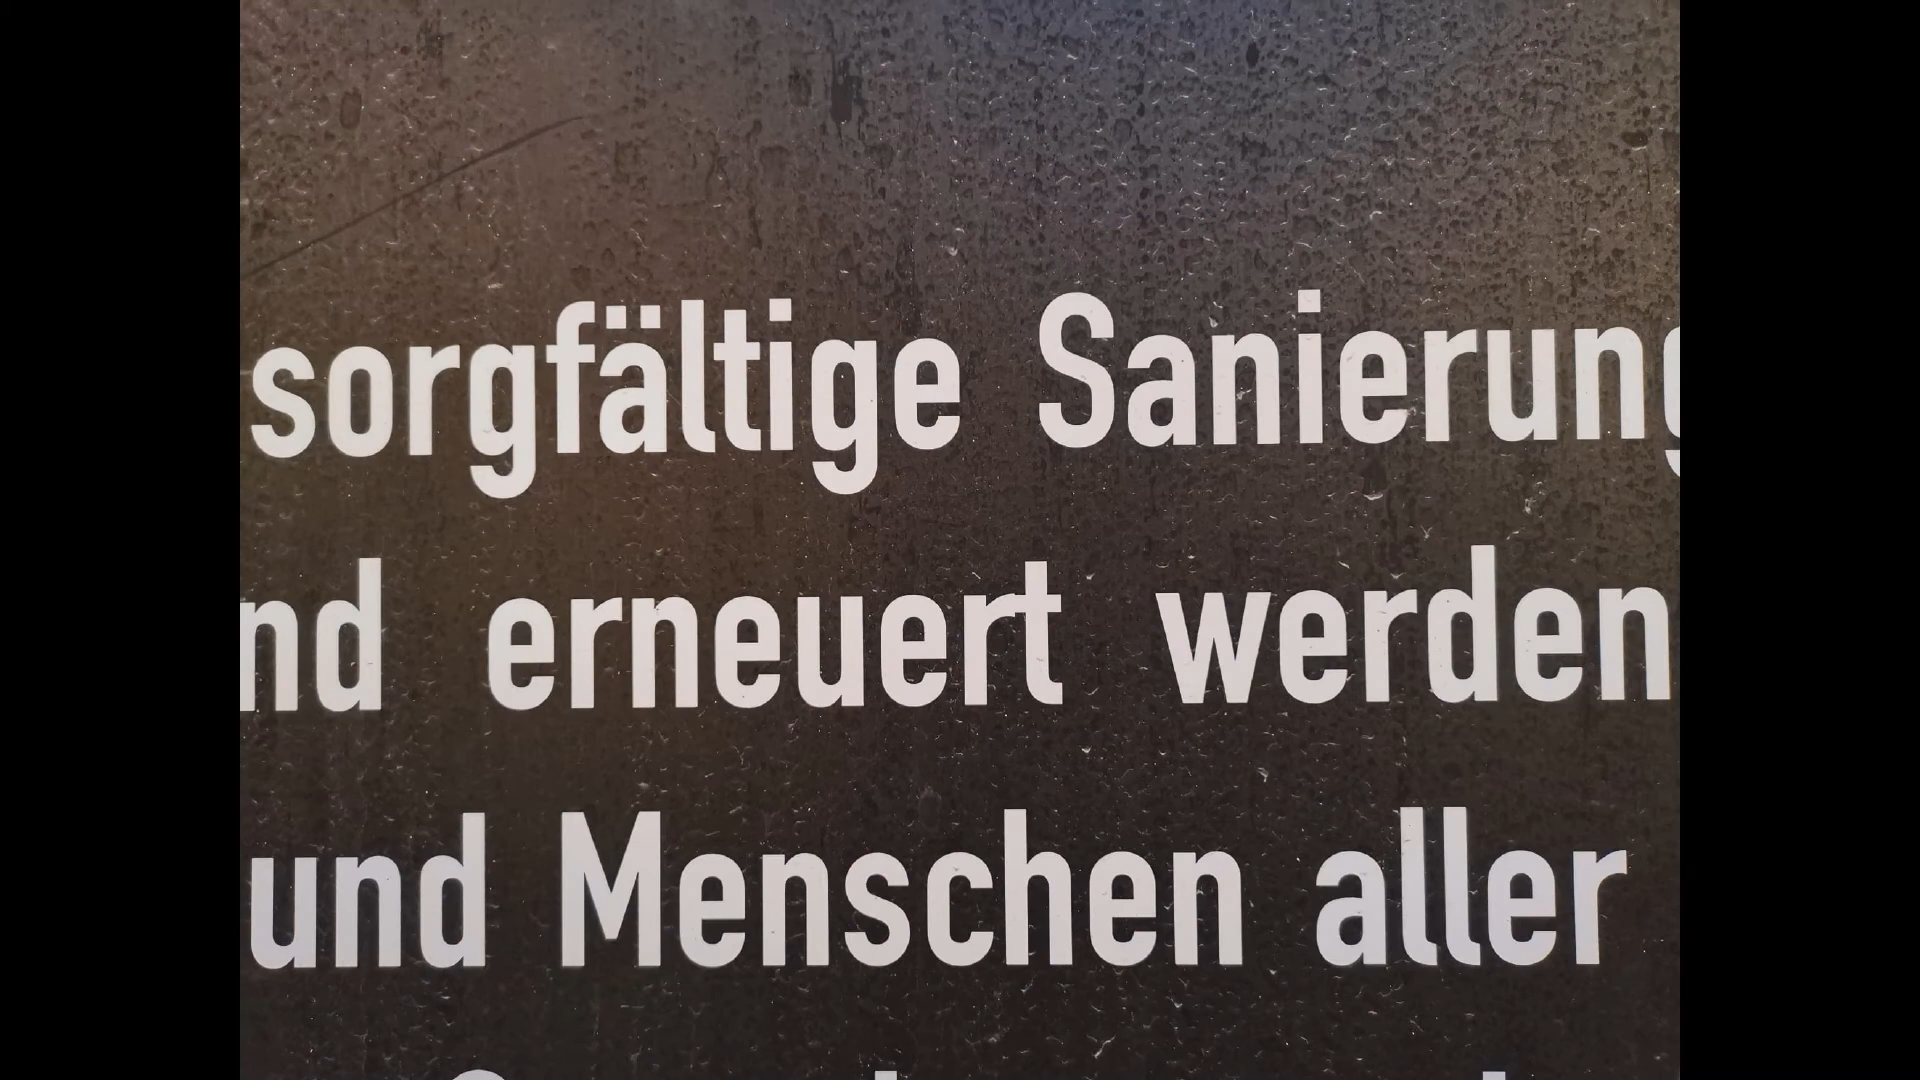 sorgfältige Sanierung
nd erneuert werden
und Menschen aller